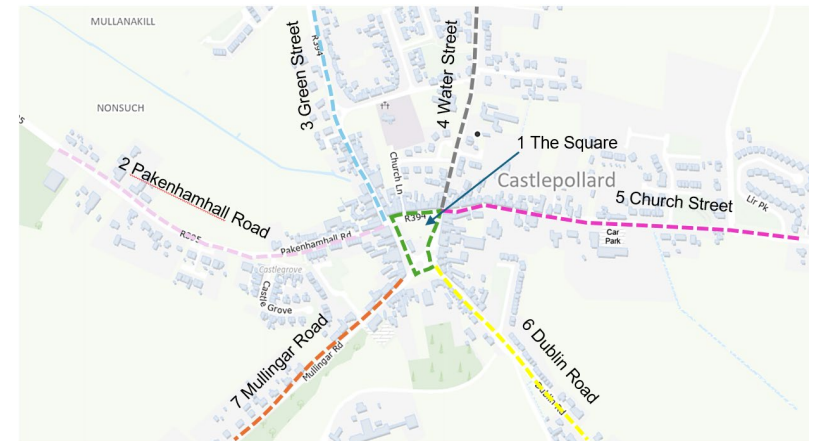 MULLANAKILL
R394
3 Green Street
4 Water Street
NONSUCH
1 The Square
Church Ln
2 Pakenhamhall Road
Castlepollard
5 Church Street
Lir Pk
R394
R395
Pakenhamhall Rd
Car
Park
Castlegrove
Castle Grove
7 Mullingar Road
Mullingar Rd
6 Dublin Road
Dublin Rd